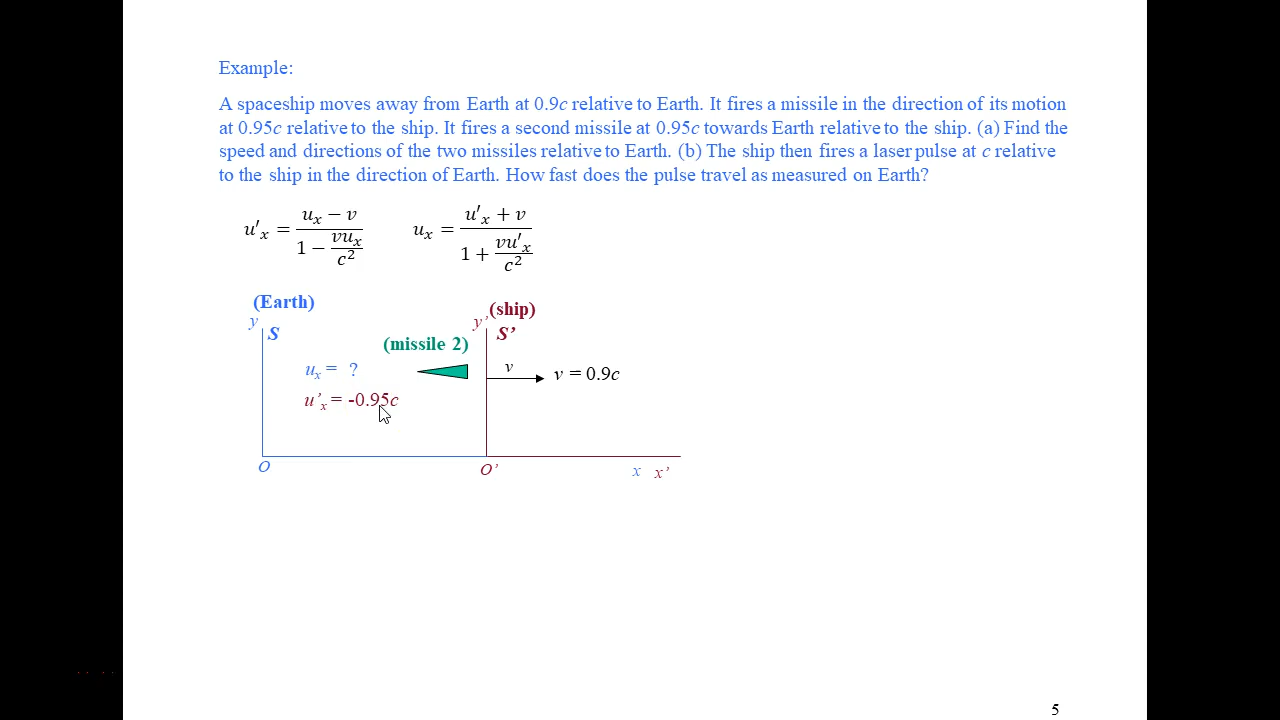 Example:
A spaceship moves away from Earth at 0.9c relative to Earth. It fires a missile in the direction of its motion
at 0.95c relative to the ship. It fires a second missile at 0.95c towards Earth relative to the ship. (a) Find the
speed and directions of the two missiles relative to Earth. (b) The ship then fires a laser pulse at c relative
to the ship in the direction of Earth. How fast does the pulse travel as measured on Earth?
u'ₓ = (uₓ − v) / (1 − vuₓ/c²)    uₓ = (u'ₓ + v) / (1 + vu'ₓ/c²)
(Earth)
(ship)
y S
y' S'
(missile 2)
uₓ = ?
v
v = 0.9c
u'ₓ = -0.95c
O
O'
x x'
5